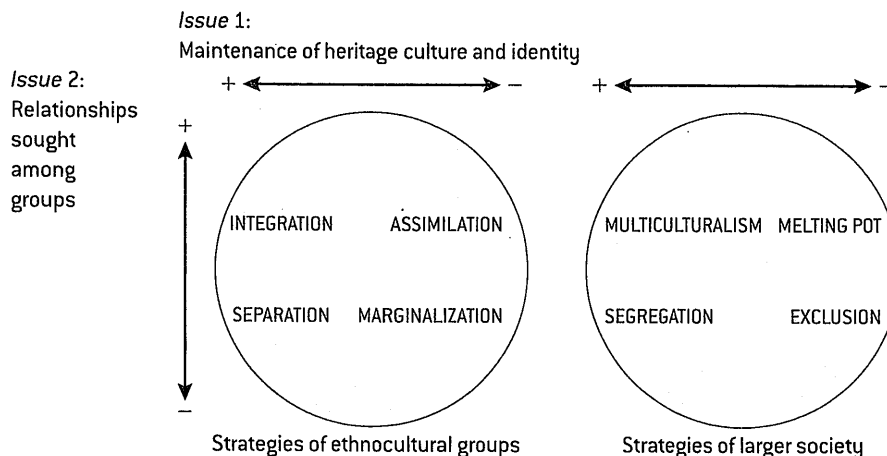 Issue 1:
Maintenance of heritage culture and identity
Issue 2:
Relationships
sought
among
groups
+ −
+ −
+
−
INTEGRATION ASSIMILATION
SEPARATION MARGINALIZATION
Strategies of ethnocultural groups
MULTICULTURALISM MELTING POT
SEGREGATION EXCLUSION
Strategies of larger society